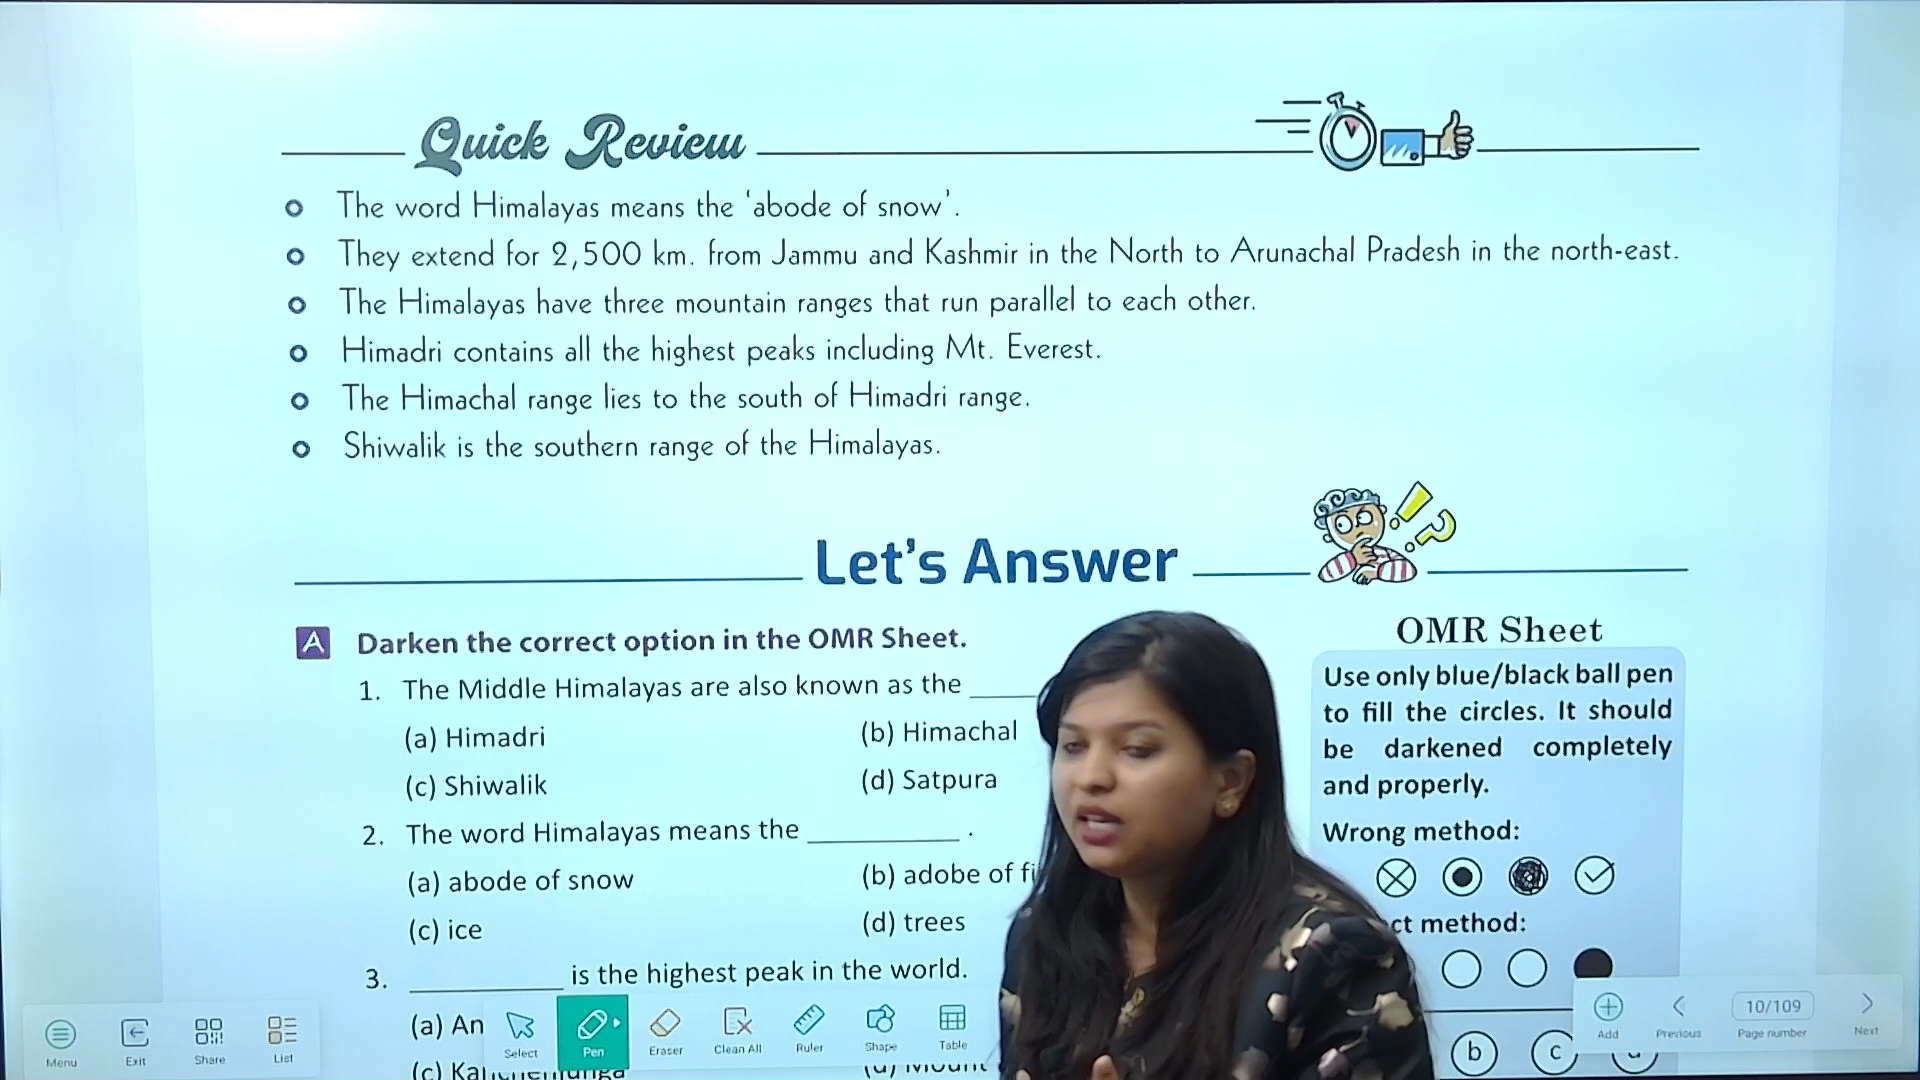 Quick Review
The word Himalayas means the 'abode of snow'.
They extend for 2,500 km. from Jammu and Kashmir in the North to Arunachal Pradesh in the north-east.
The Himalayas have three mountain ranges that run parallel to each other.
Himadri contains all the highest peaks including Mt. Everest.
The Himachal range lies to the south of Himadri range.
Shiwalik is the southern range of the Himalayas.
Let's Answer
A Darken the correct option in the OMR Sheet.
1. The Middle Himalayas are also known as the ______
(a) Himadri (b) Himachal
(c) Shiwalik (d) Satpura
2. The word Himalayas means the ____________ .
(a) abode of snow (b) adobe of
(c) ice (d) trees
3. ____________ is the highest peak in the world.
(a) An
(c)
OMR Sheet
Use only blue/black ball pen
to fill the circles. It should
be darkened completely
and properly.
Wrong method:
method:
b c
Menu Exit Share List
Select Pen Eraser Clean All Ruler Shape Table
Add Previous 10/109 Page number Next